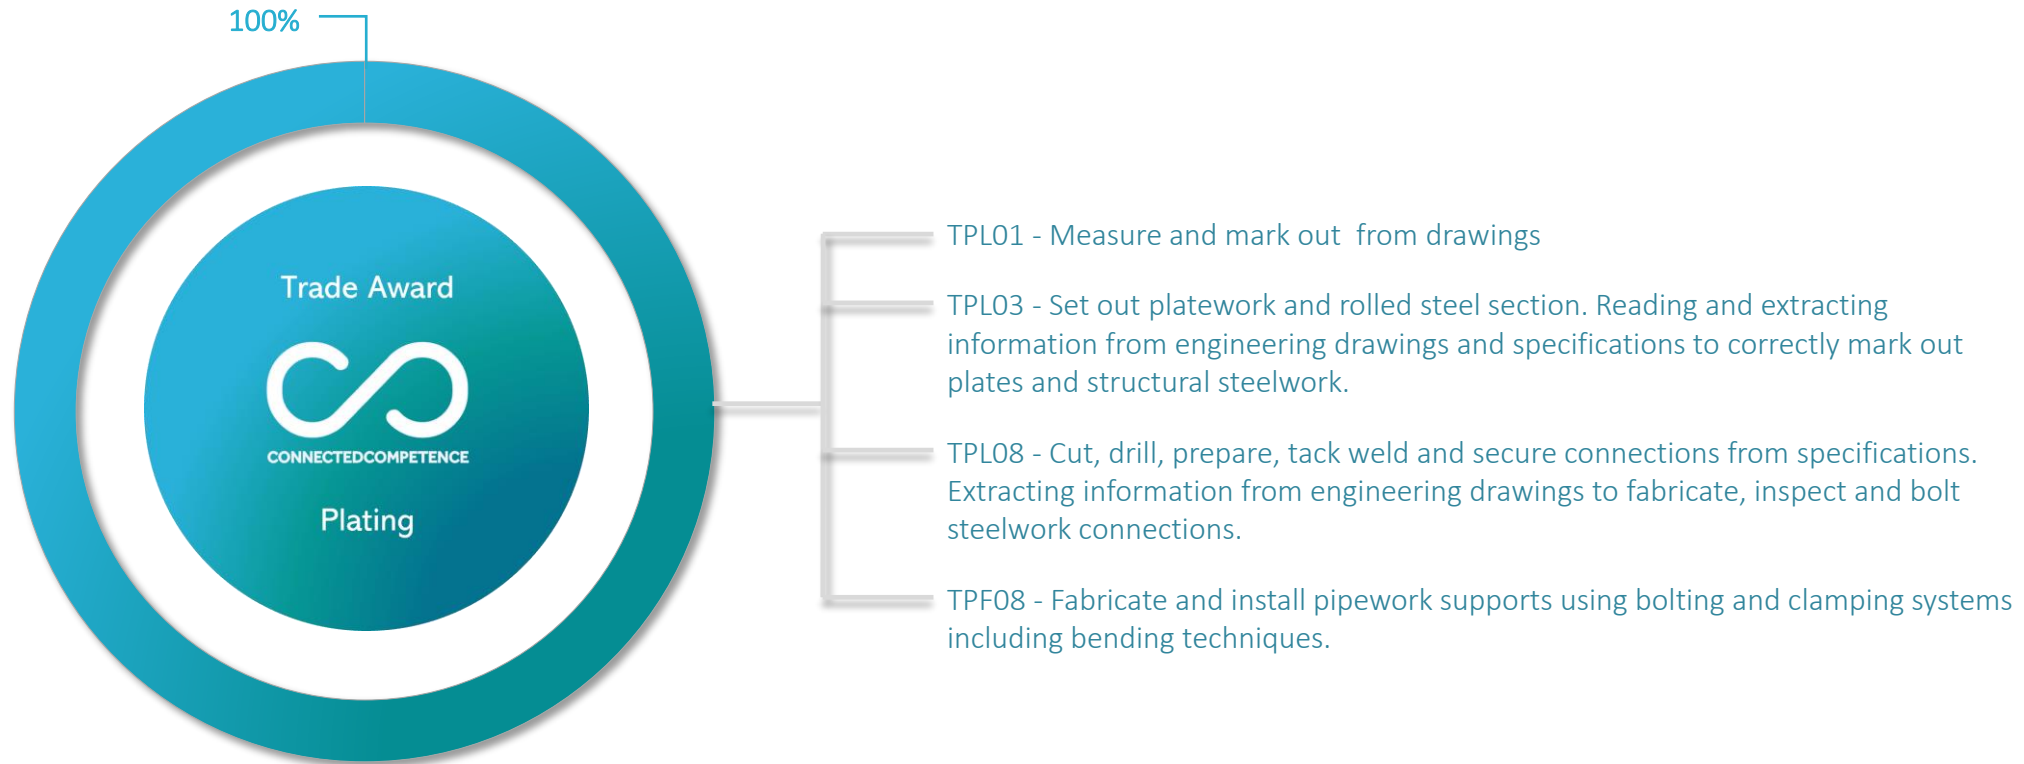 100%
Trade Award
CONNECTEDCOMPETENCE
Plating
TPL01 - Measure and mark out  from drawings
TPL03 - Set out platework and rolled steel section. Reading and extracting
information from engineering drawings and specifications to correctly mark out
plates and structural steelwork.
TPL08 - Cut, drill, prepare, tack weld and secure connections from specifications.
Extracting information from engineering drawings to fabricate, inspect and bolt
steelwork connections.
TPF08 - Fabricate and install pipework supports using bolting and clamping systems
including bending techniques.